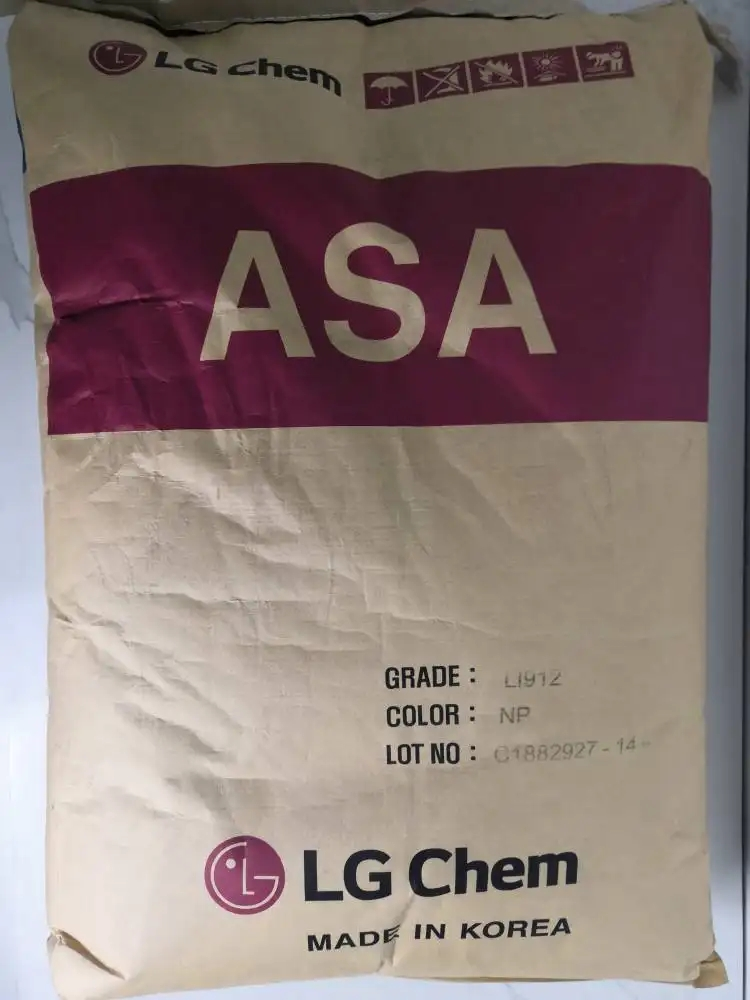 LG Chem
ASA
GRADE : LI912
COLOR : NP
LOT NO : C1882927-14
LG Chem
MADE IN KOREA